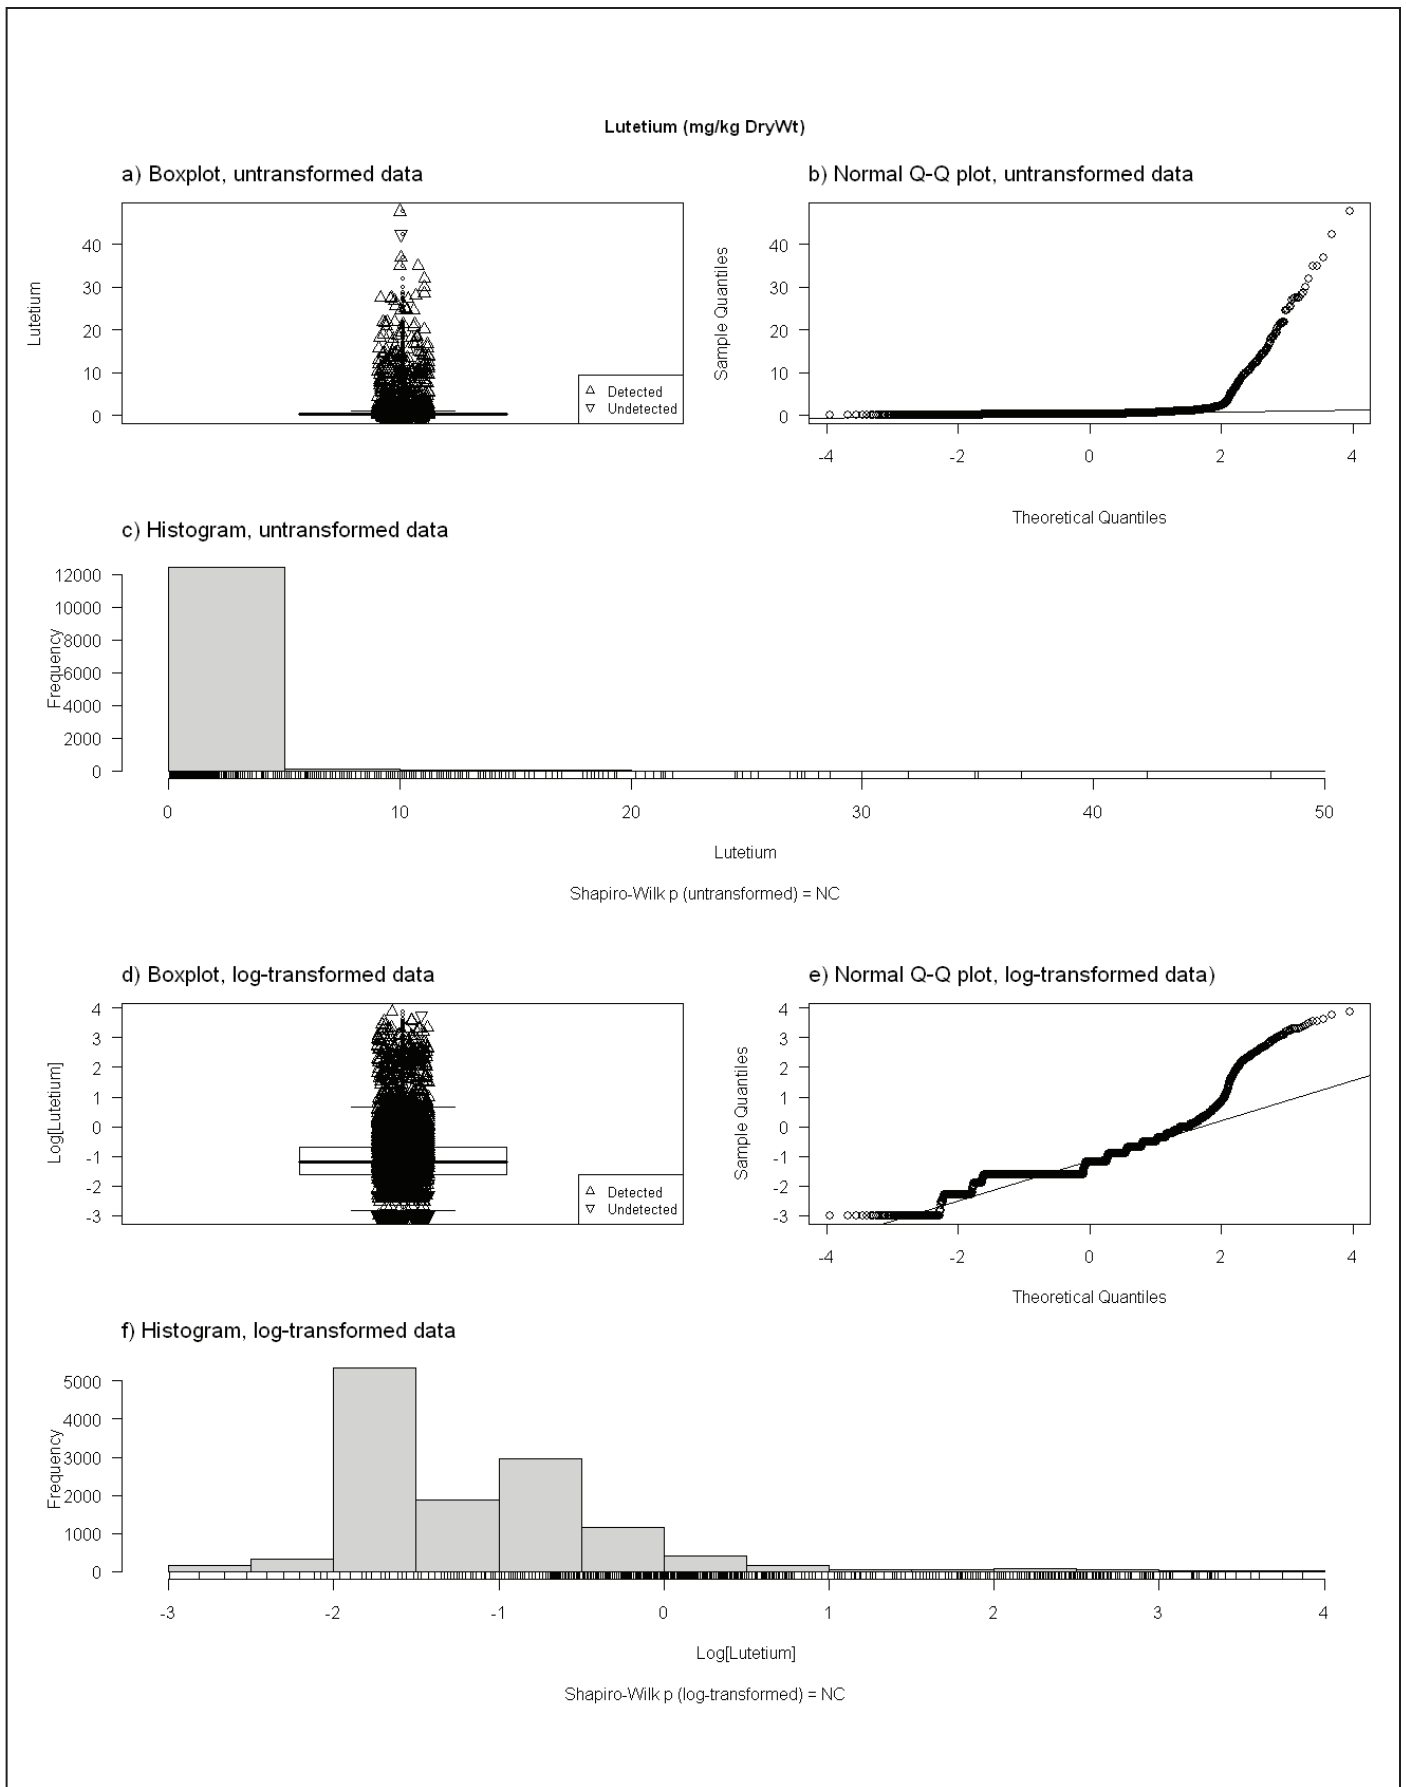 Lutetium (mg/kg DryWt)
a) Boxplot, untransformed data
Lutetium
40
30
20
10
0
Detected
Undetected
b) Normal Q-Q plot, untransformed data
Sample Quantiles
40
30
20
10
0
-4 -2 0 2 4
Theoretical Quantiles
c) Histogram, untransformed data
Frequency
12000
10000
8000
6000
4000
2000
0
0 10 20 30 40 50
Lutetium
Shapiro-Wilk p (untransformed) = NC
d) Boxplot, log-transformed data
Log[Lutetium]
4
3
2
1
0
-1
-2
-3
Detected
Undetected
e) Normal Q-Q plot, log-transformed data)
Sample Quantiles
4
3
2
1
0
-1
-2
-3
-4 -2 0 2 4
Theoretical Quantiles
f) Histogram, log-transformed data
Frequency
5000
4000
3000
2000
1000
0
-3 -2 -1 0 1 2 3 4
Log[Lutetium]
Shapiro-Wilk p (log-transformed) = NC